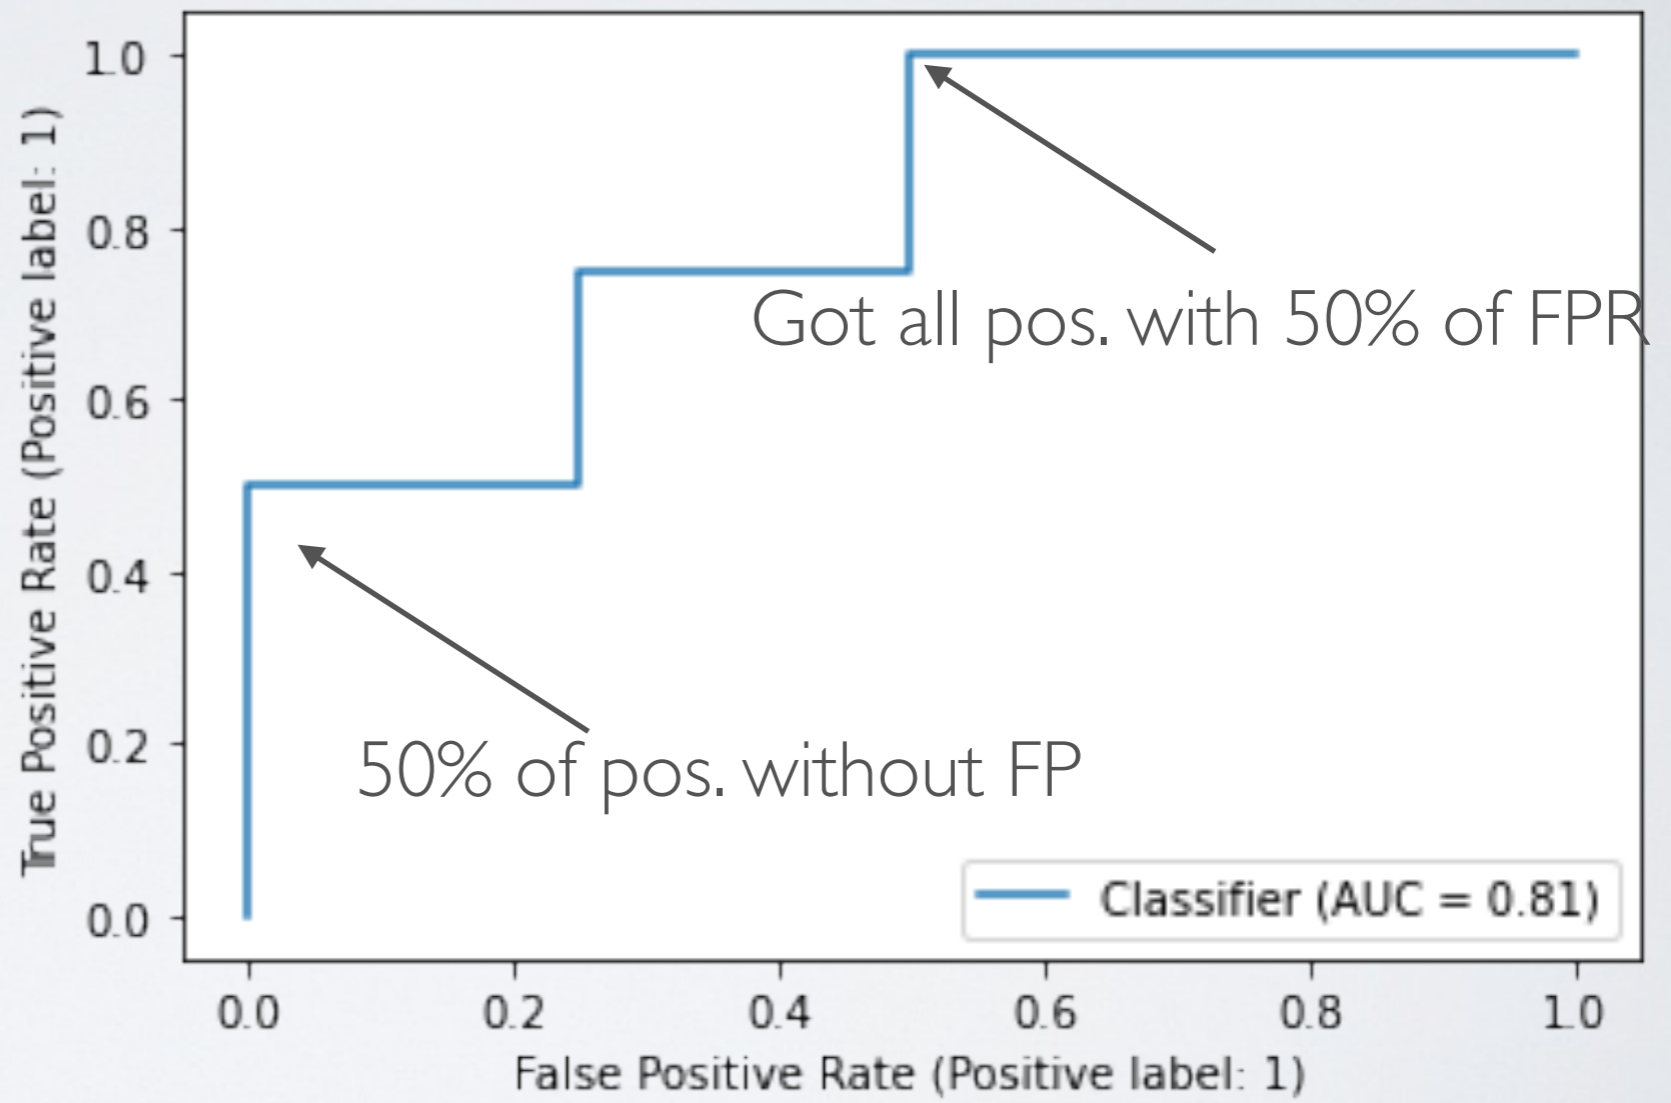 True Positive Rate (Positive label: 1)
1.0
0.8
0.6
0.4
0.2
0.0
Got all pos. with 50% of FPR
50% of pos. without FP
Classifier (AUC = 0.81)
0.0 0.2 0.4 0.6 0.8 1.0
False Positive Rate (Positive label: 1)